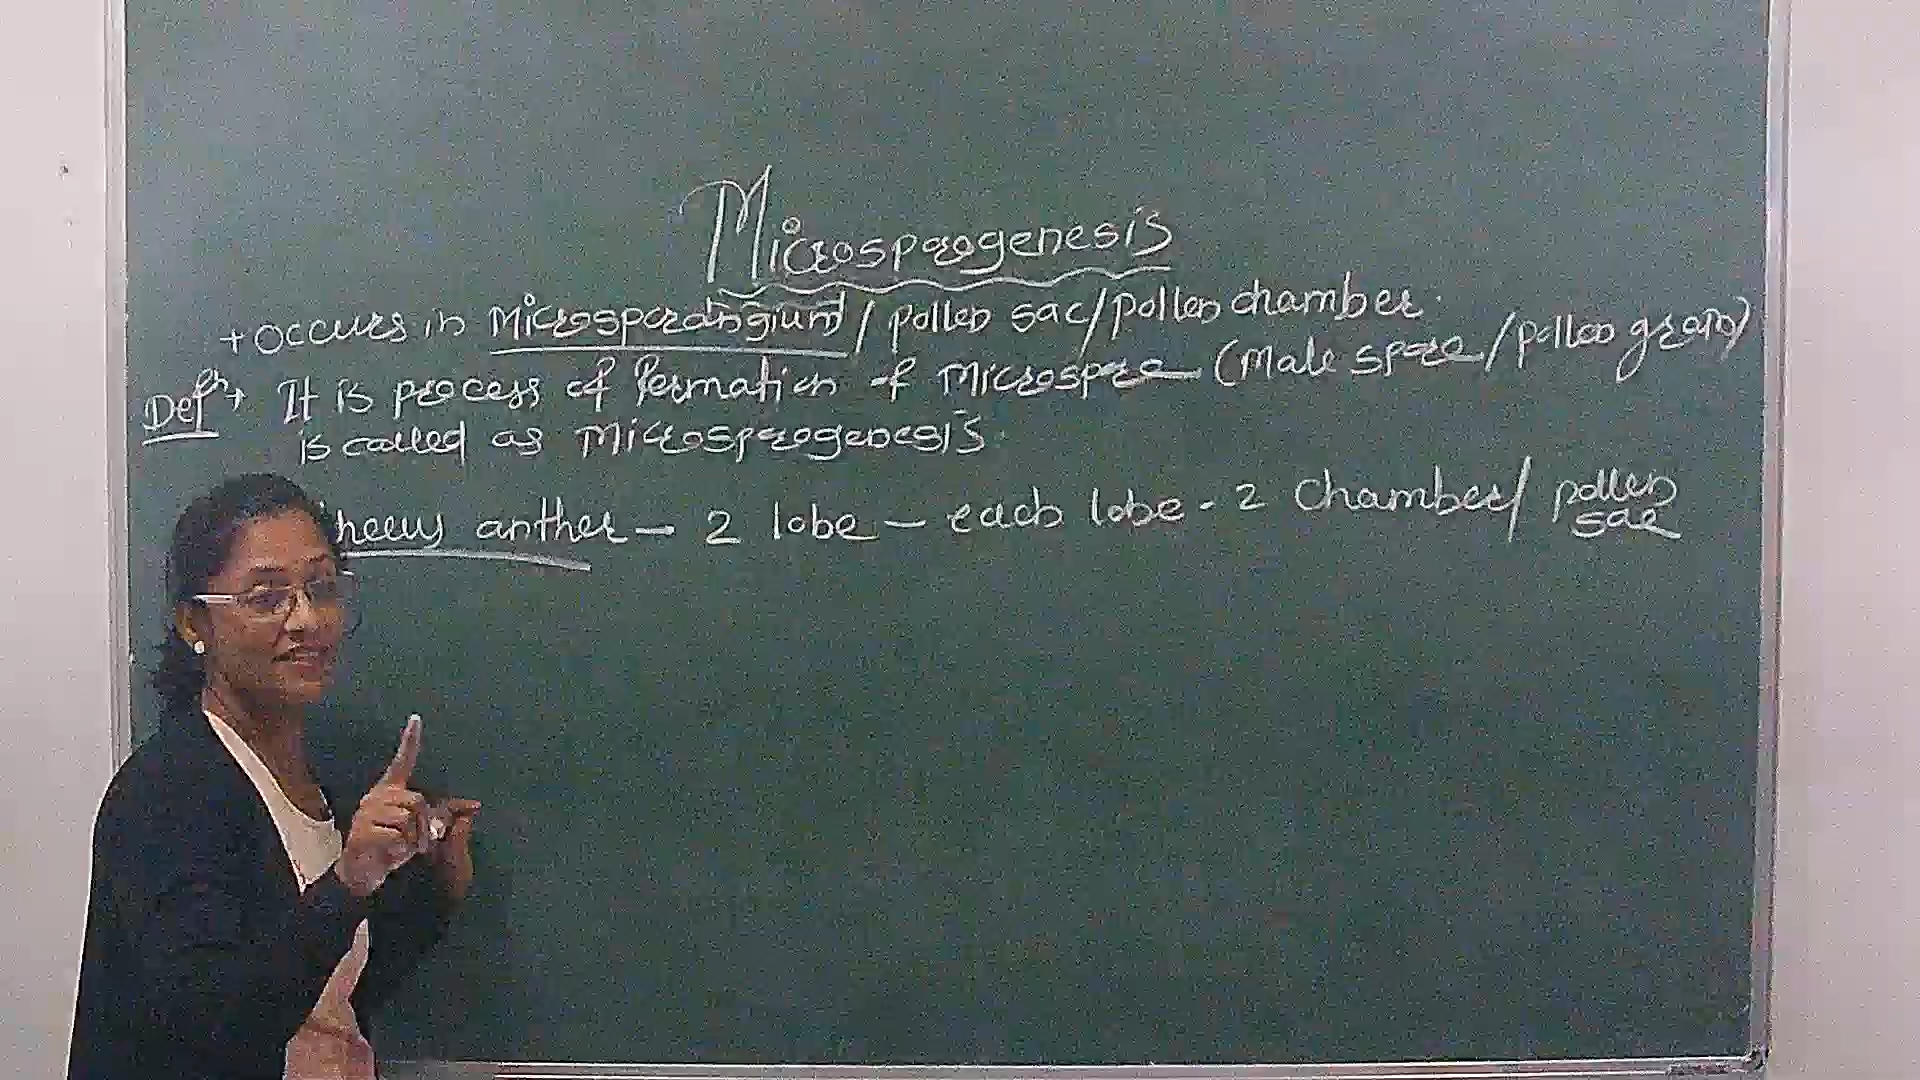 Microsporogenesis
→ Occurs in Microsporangium / pollen sac / pollen chamber.
Defn → It is process of formation of Microspore (Male spore / pollen grain)
is called as Microsporogenesis.
anther – 2 lobe – each lobe - 2 Chamber / pollen sac